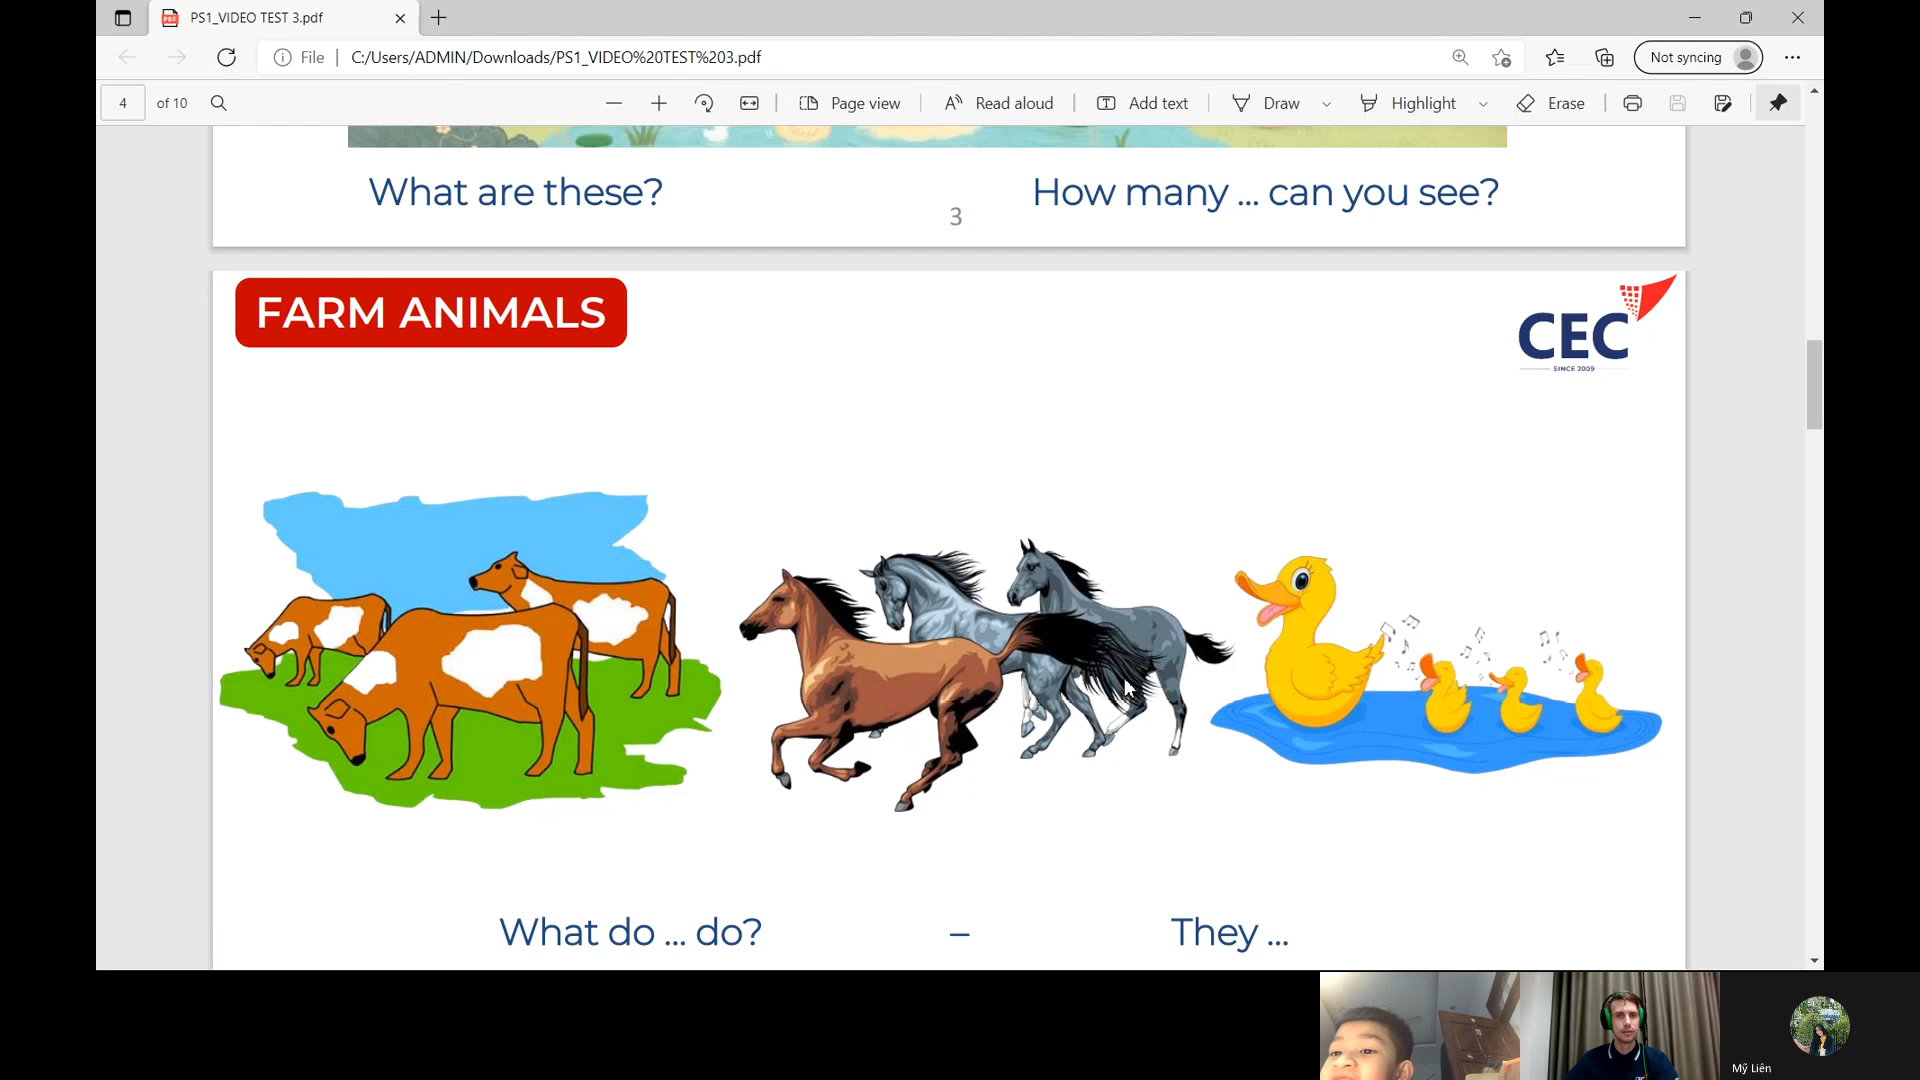 PS1_VIDEO TEST 3.pdf
File
C:/Users/ADMIN/Downloads/PS1_VIDEO%20TEST%203.pdf
Not syncing
4 of 10
Page view
Read aloud
Add text
Draw
Highlight
Erase
What are these?
How many ... can you see?
3
FARM ANIMALS
CEC
SINCE 2009
What do ... do?
–
They ...
Mỹ Liên